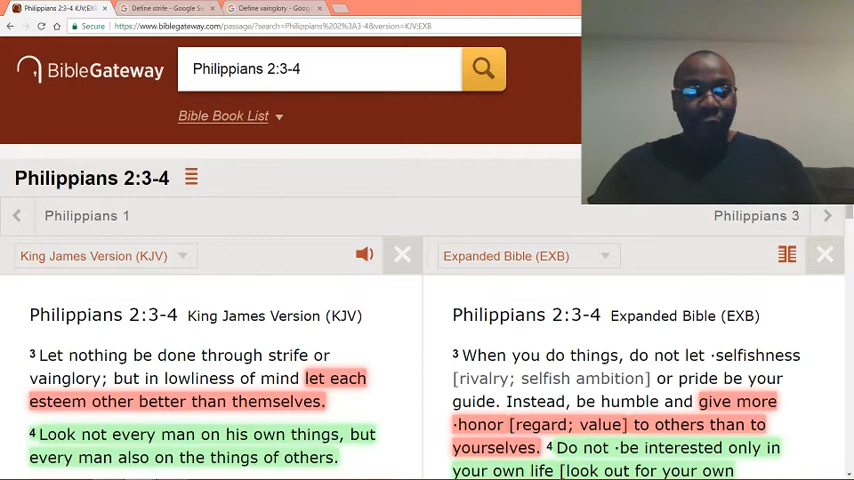 Philippians 2:3-4 KJV;EX
Define strife - Google Se
Define vainglory - Goog
Secure
https://www.biblegateway.com/passage/?search=Philippians%202%3A3-4&version=KJV;EXB
BibleGateway
Philippians 2:3-4
Bible Book List
Philippians 2:3-4
Philippians 1
Philippians 3
King James Version (KJV)
Expanded Bible (EXB)
Philippians 2:3-4 King James Version (KJV)
3 Let nothing be done through strife or
vainglory; but in lowliness of mind let each
esteem other better than themselves.
4 Look not every man on his own things, but
every man also on the things of others.
Philippians 2:3-4 Expanded Bible (EXB)
3 When you do things, do not let ·selfishness
[rivalry; selfish ambition] or pride be your
guide. Instead, be humble and give more
·honor [regard; value] to others than to
yourselves. 4 Do not ·be interested only in
your own life [look out for your own